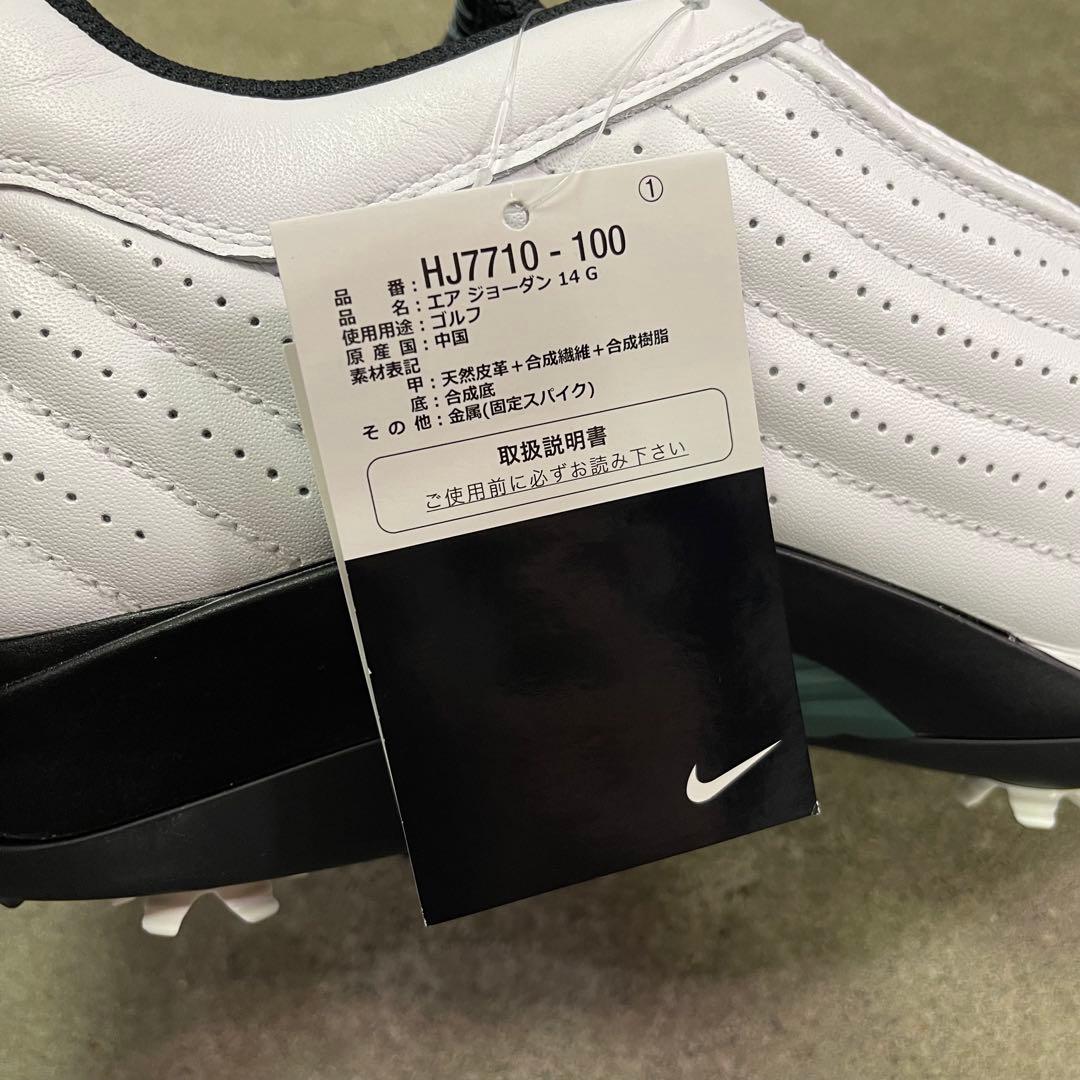 ①
品 番：HJ7710 - 100
品 名：エア ジョーダン 14 G
使用用途：ゴルフ
原 産 国：中国
素材表記
甲：天然皮革＋合成繊維＋合成樹脂
底：合成底
そ の 他：金属(固定スパイク)
取扱説明書
ご使用前に必ずお読み下さい